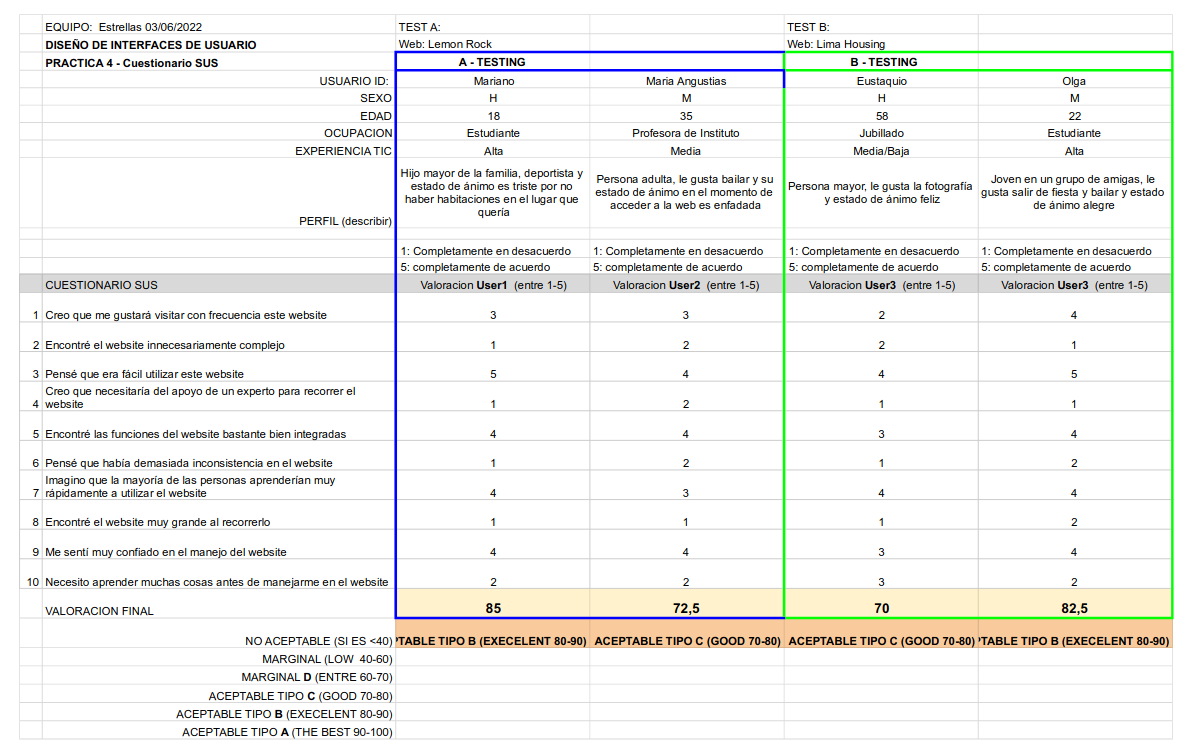 EQUIPO: Estrellas 03/06/2022 TEST A: TEST B:
DISEÑO DE INTERFACES DE USUARIO Web: Lemon Rock Web: Lima Housing
PRACTICA 4 - Cuestionario SUS A - TESTING B - TESTING
USUARIO ID: Mariano Maria Angustias Eustaquio Olga
SEXO H M H M
EDAD 18 35 58 22
OCUPACION Estudiante Profesora de Instituto Jubillado Estudiante
EXPERIENCIA TIC Alta Media Media/Baja Alta
PERFIL (describir)
Hijo mayor de la familia, deportista y
estado de ánimo es triste por no
haber habitaciones en el lugar que
quería
Persona adulta, le gusta bailar y su
estado de ánimo en el momento de
acceder a la web es enfadada
Persona mayor, le gusta la fotografía
y estado de ánimo feliz
Joven en un grupo de amigas, le
gusta salir de fiesta y bailar y estado
de ánimo alegre
1: Completamente en desacuerdo 1: Completamente en desacuerdo 1: Completamente en desacuerdo 1: Completamente en desacuerdo
5: completamente de acuerdo 5: completamente de acuerdo 5: completamente de acuerdo 5: completamente de acuerdo
CUESTIONARIO SUS Valoracion User1 (entre 1-5) Valoracion User2 (entre 1-5) Valoracion User3 (entre 1-5) Valoracion User3 (entre 1-5)
1 Creo que me gustará visitar con frecuencia este website 3 3 2 4
2 Encontré el website innecesariamente complejo 1 2 2 1
3 Pensé que era fácil utilizar este website 5 4 4 5
Creo que necesitaría del apoyo de un experto para recorrer el
4 website 1 2 1 1
5 Encontré las funciones del website bastante bien integradas 4 4 3 4
6 Pensé que había demasiada inconsistencia en el website 1 2 1 2
Imagino que la mayoría de las personas aprenderían muy
7 rápidamente a utilizar el website 4 3 4 4
8 Encontré el website muy grande al recorrerlo 1 1 1 2
9 Me sentí muy confiado en el manejo del website 4 4 3 4
10 Necesito aprender muchas cosas antes de manejarme en el website 2 2 3 2
VALORACION FINAL 85 72,5 70 82,5
NO ACEPTABLE (SI ES <40) PTABLE TIPO B (EXECELENT 80-90) ACEPTABLE TIPO C (GOOD 70-80) ACEPTABLE TIPO C (GOOD 70-80) PTABLE TIPO B (EXECELENT 80-90)
MARGINAL (LOW 40-60)
MARGINAL D (ENTRE 60-70)
ACEPTABLE TIPO C (GOOD 70-80)
ACEPTABLE TIPO B (EXECELENT 80-90)
ACEPTABLE TIPO A (THE BEST 90-100)